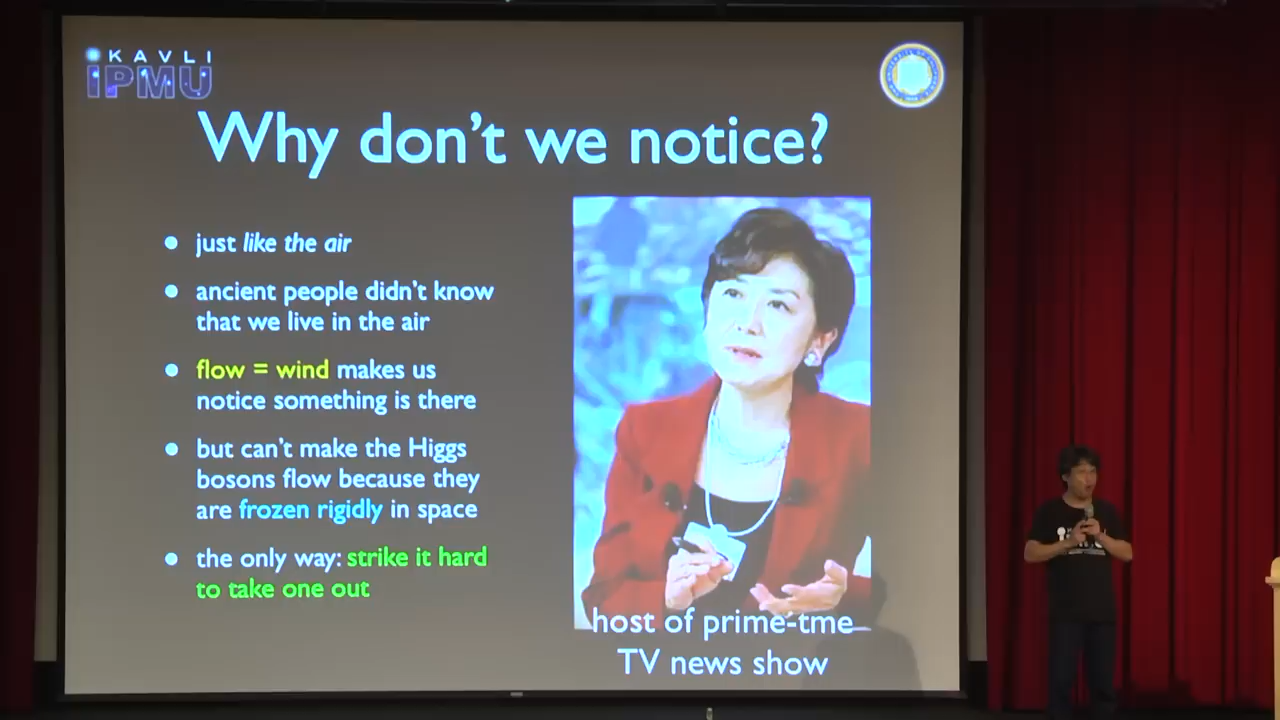 KAVLI
IPMU
Why don't we notice?
just like the air
ancient people didn't know
that we live in the air
flow = wind makes us
notice something is there
but can't make the Higgs
bosons flow because they
are frozen rigidly in space
the only way: strike it hard
to take one out
host of prime-tme
TV news show